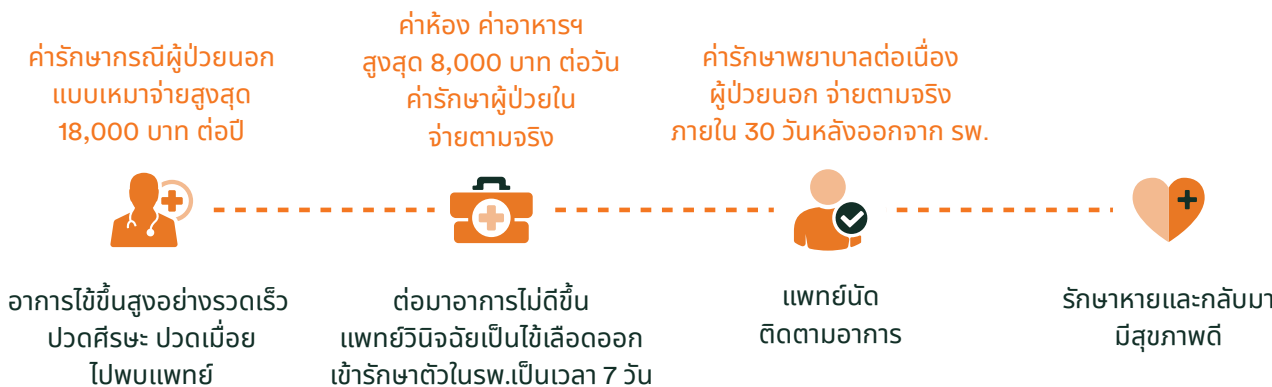 ค่ารักษากรณีผู้ป่วยนอก
แบบเหมาจ่ายสูงสุด
18,000 บาท ต่อปี
ค่าห้อง ค่าอาหารฯ
สูงสุด 8,000 บาท ต่อวัน
ค่ารักษาผู้ป่วยใน
จ่ายตามจริง
ค่ารักษาพยาบาลต่อเนื่อง
ผู้ป่วยนอก จ่ายตามจริง
ภายใน 30 วันหลังออกจาก รพ.
อาการไข้ขึ้นสูงอย่างรวดเร็ว
ปวดศีรษะ ปวดเมื่อย
ไปพบแพทย์
ต่อมาอาการไม่ดีขึ้น
แพทย์วินิจฉัยเป็นไข้เลือดออก
เข้ารักษาตัวในรพ.เป็นเวลา 7 วัน
แพทย์นัด
ติดตามอาการ
รักษาหายและกลับมา
มีสุขภาพดี